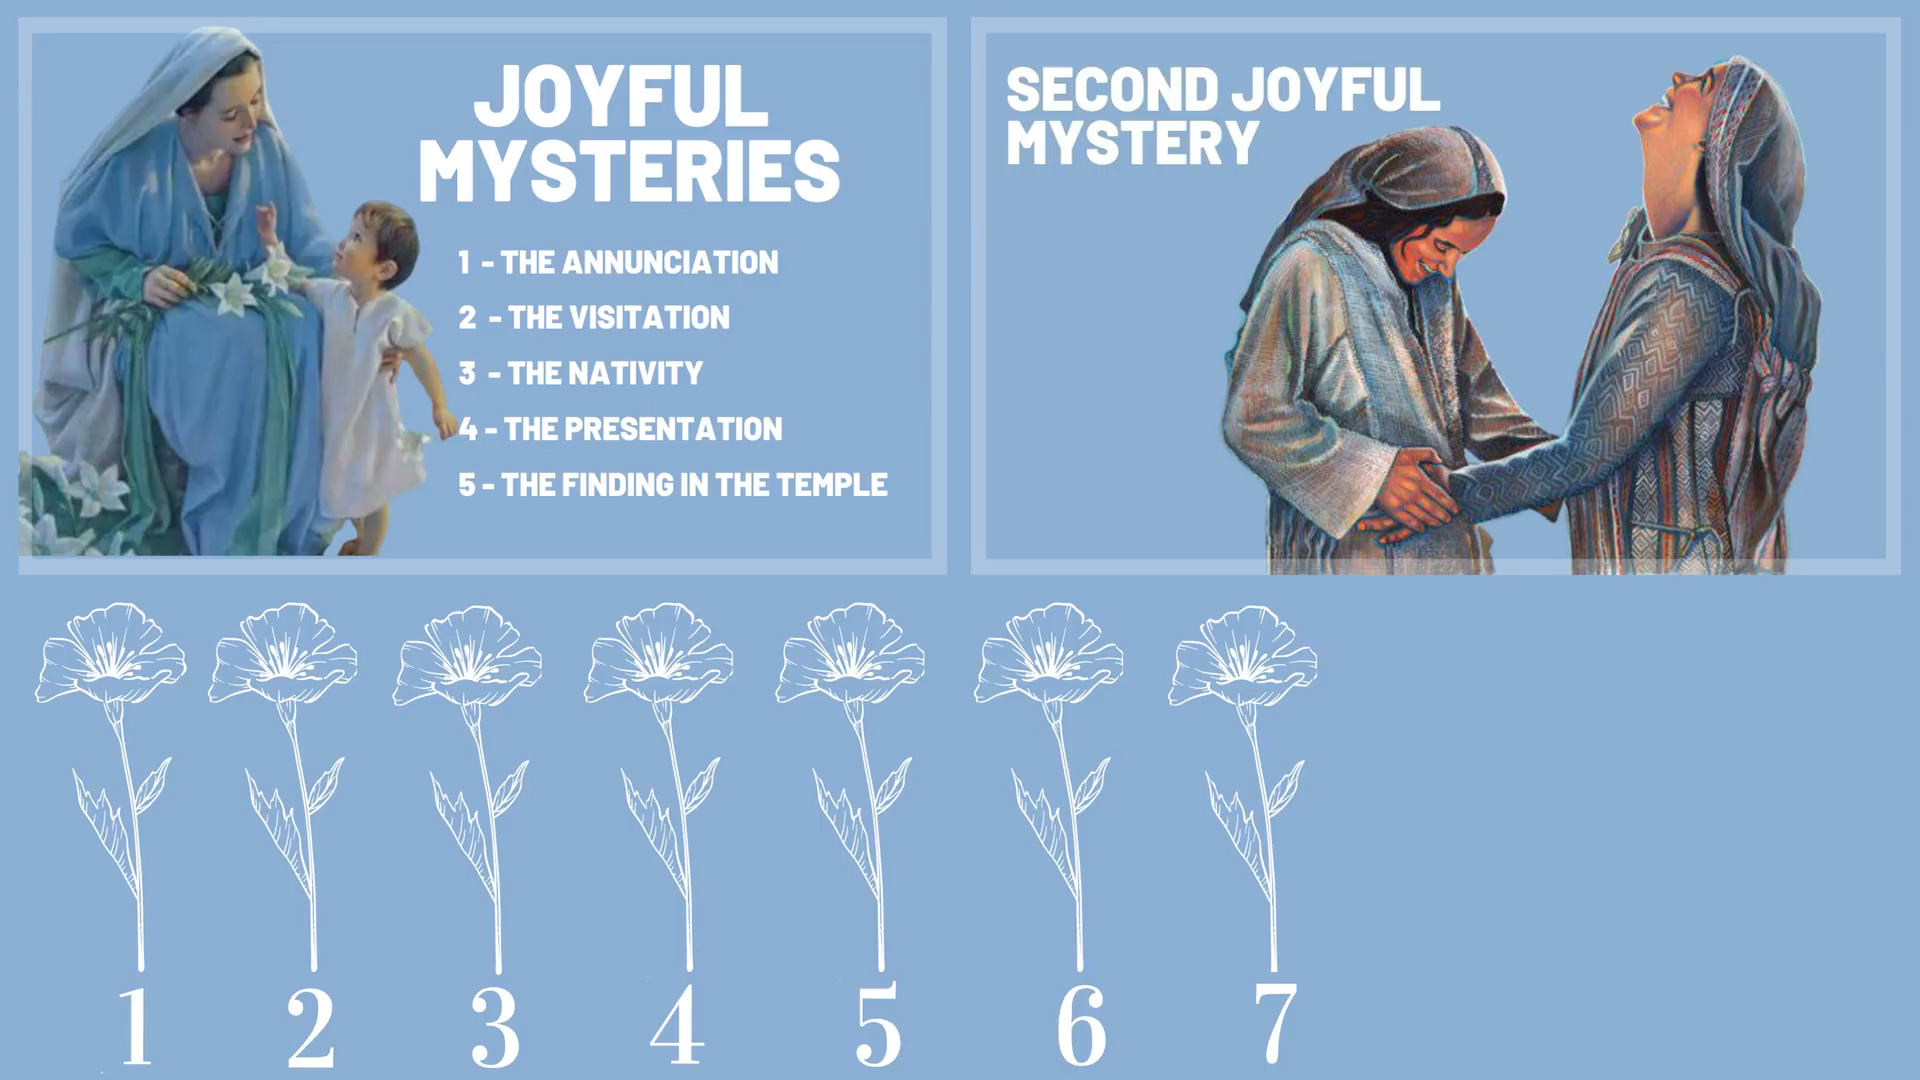 JOYFUL
MYSTERIES
1 - THE ANNUNCIATION
2 - THE VISITATION
3 - THE NATIVITY
4 - THE PRESENTATION
5 - THE FINDING IN THE TEMPLE
SECOND JOYFUL
MYSTERY
1 2 3 4 5 6 7